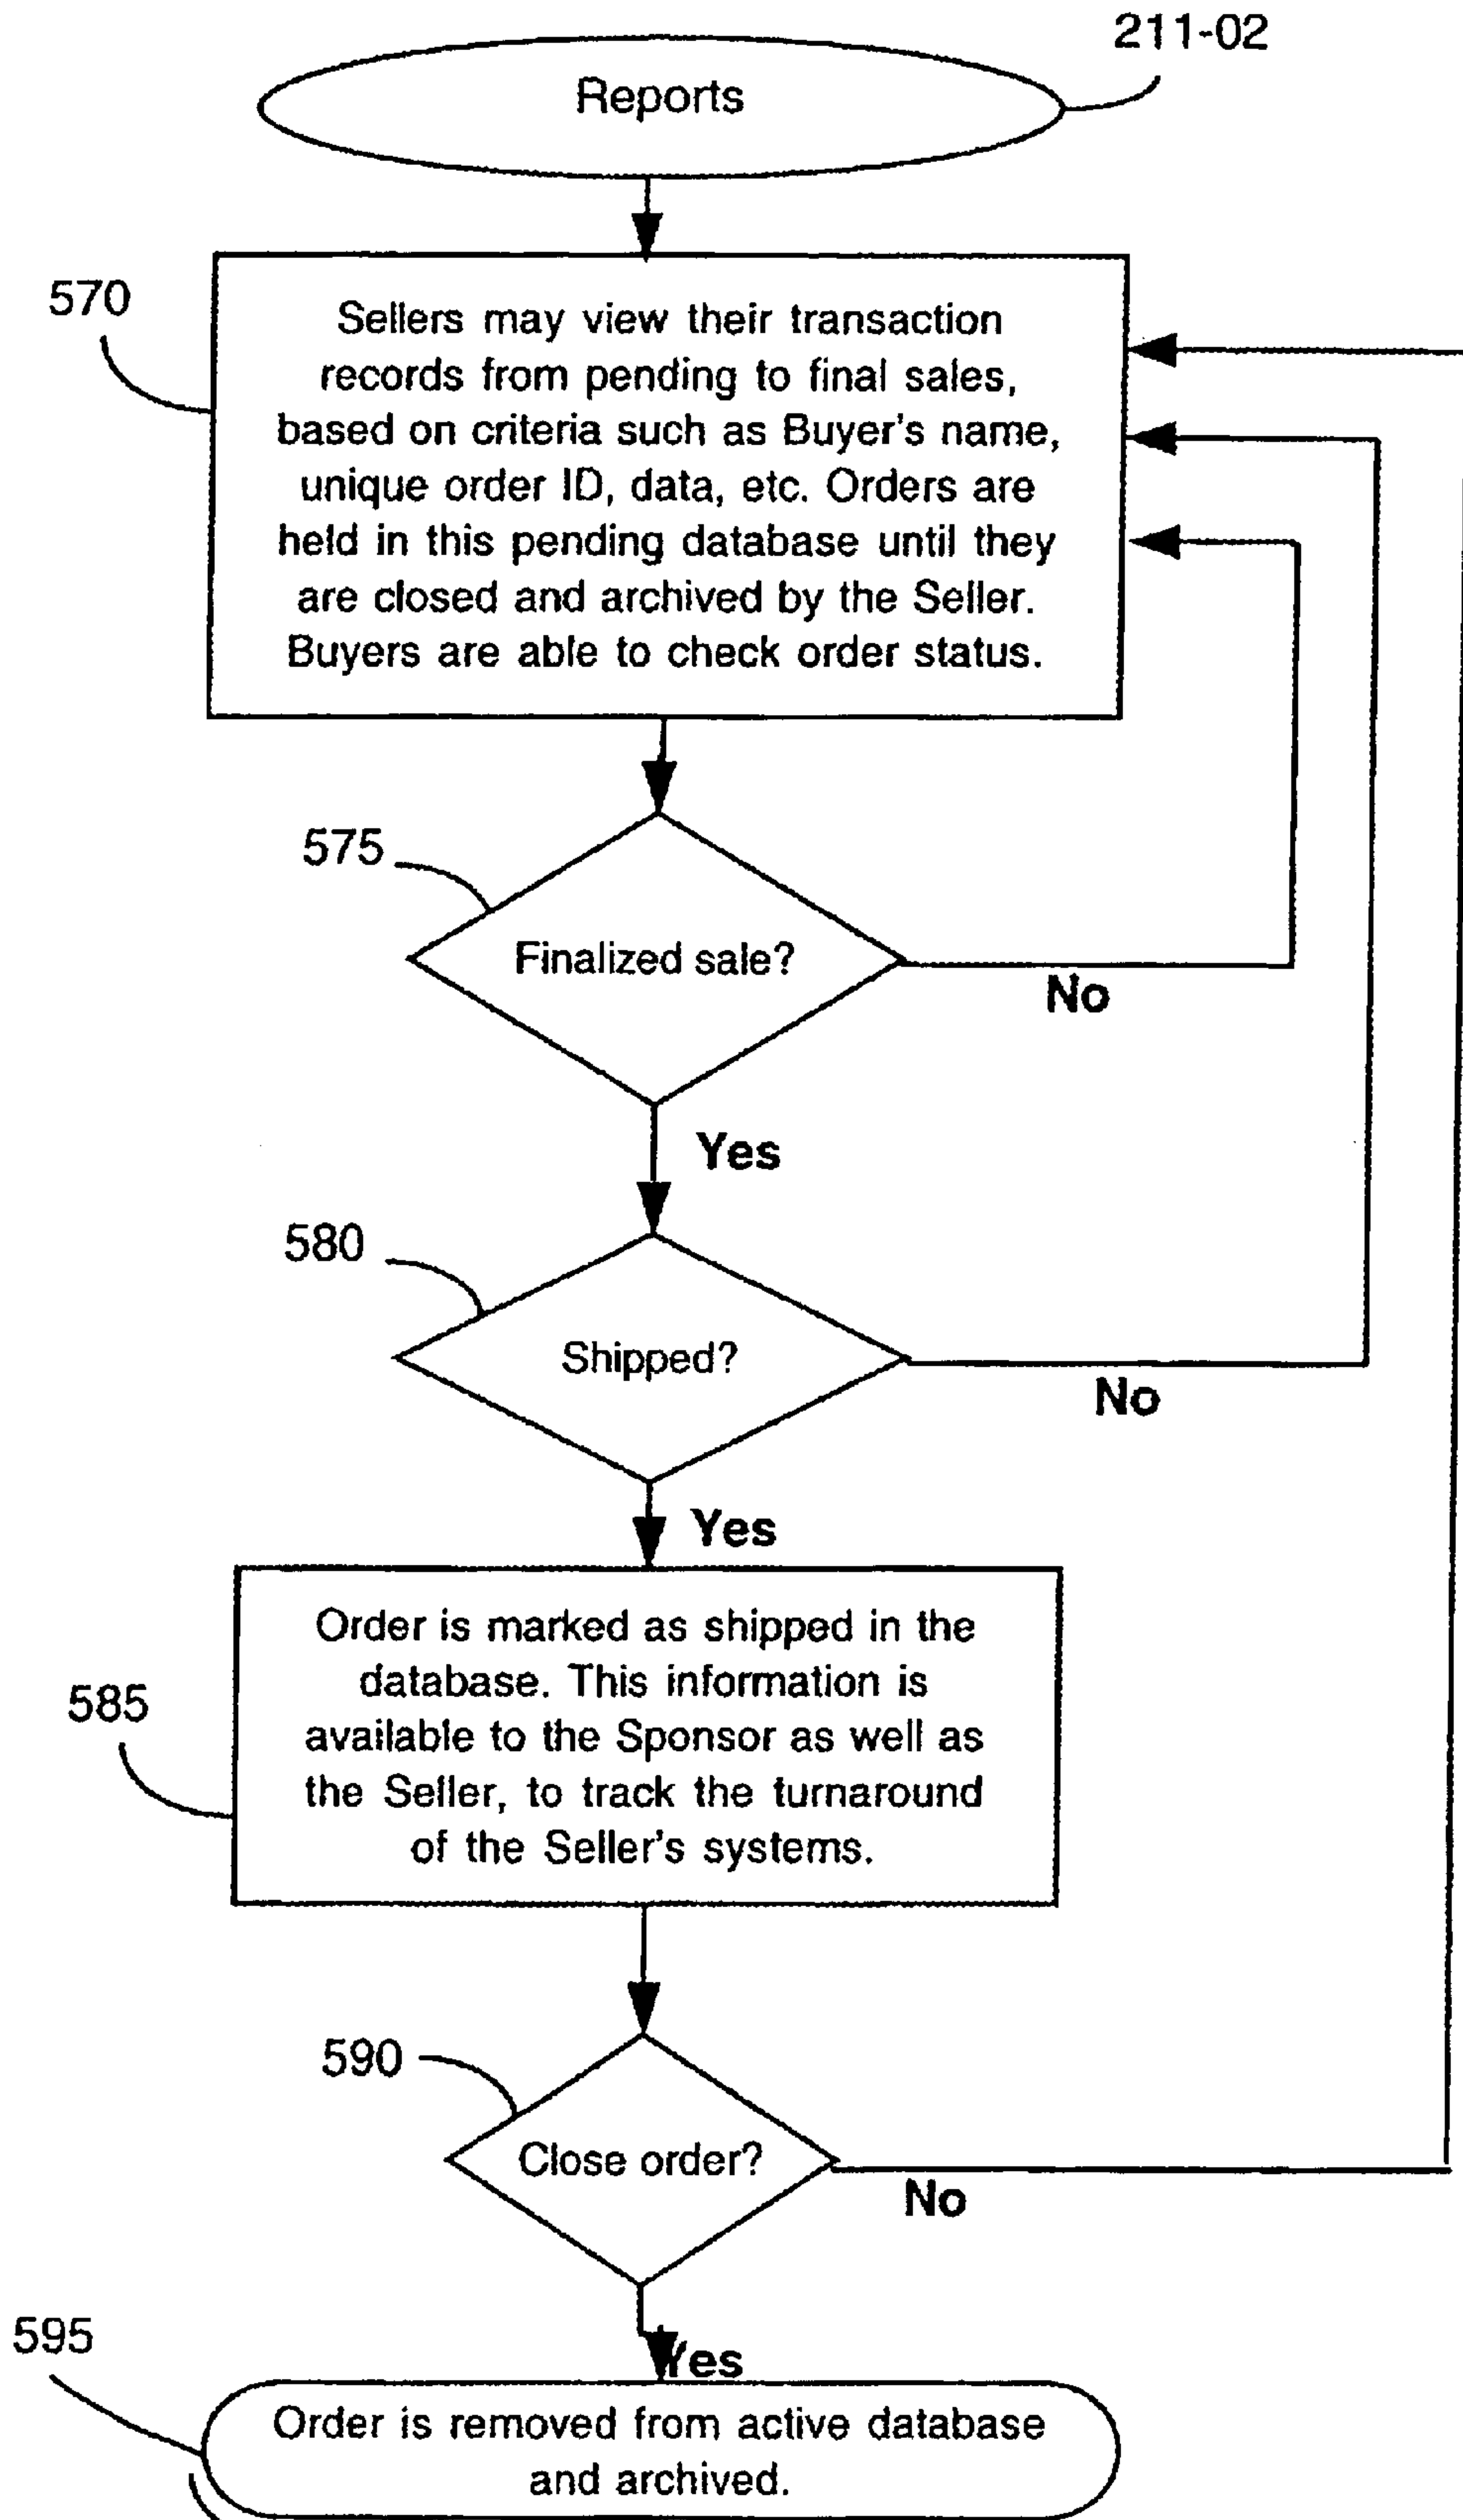 211-02
Reports
570
Sellers may view their transaction
records from pending to final sales,
based on criteria such as Buyer's name,
unique order ID, data, etc. Orders are
held in this pending database until they
are closed and archived by the Seller.
Buyers are able to check order status.
575
Finalized sale?
No
Yes
580
Shipped?
No
Yes
585
Order is marked as shipped in the
database. This information is
available to the Sponsor as well as
the Seller, to track the turnaround
of the Seller's systems.
590
Close order?
No
Yes
595
Order is removed from active database
and archived.